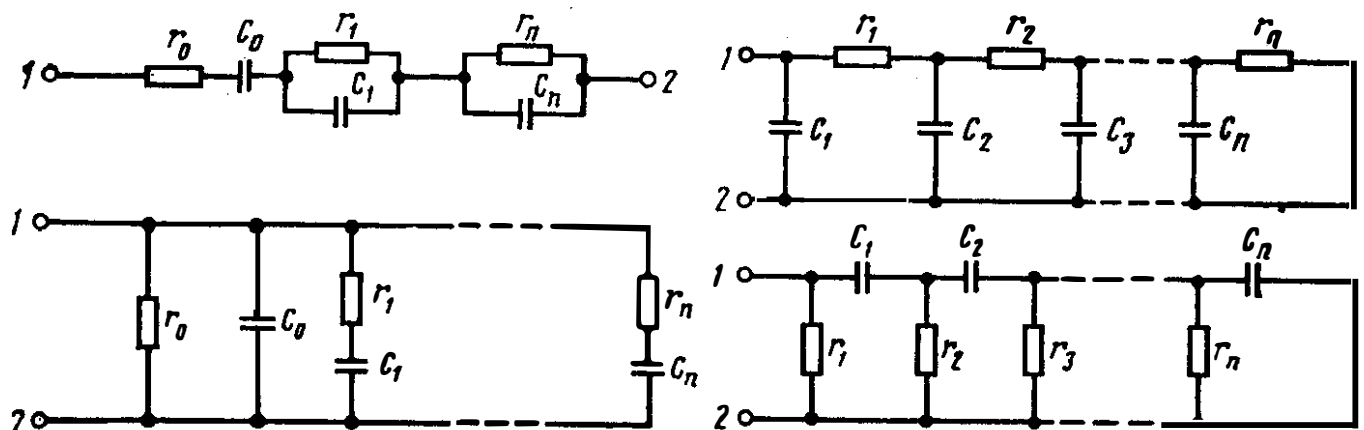 r₁ rₙ
C₀
r₀
1 2
C₁ Cₙ
r₁ r₂ rₙ
1
C₁ C₂ C₃ Cₙ
2
1
r₁ rₙ
r₀ C₀
C₁ Cₙ
2
C₁ C₂ Cₙ
1
r₁ r₂ r₃ rₙ
2